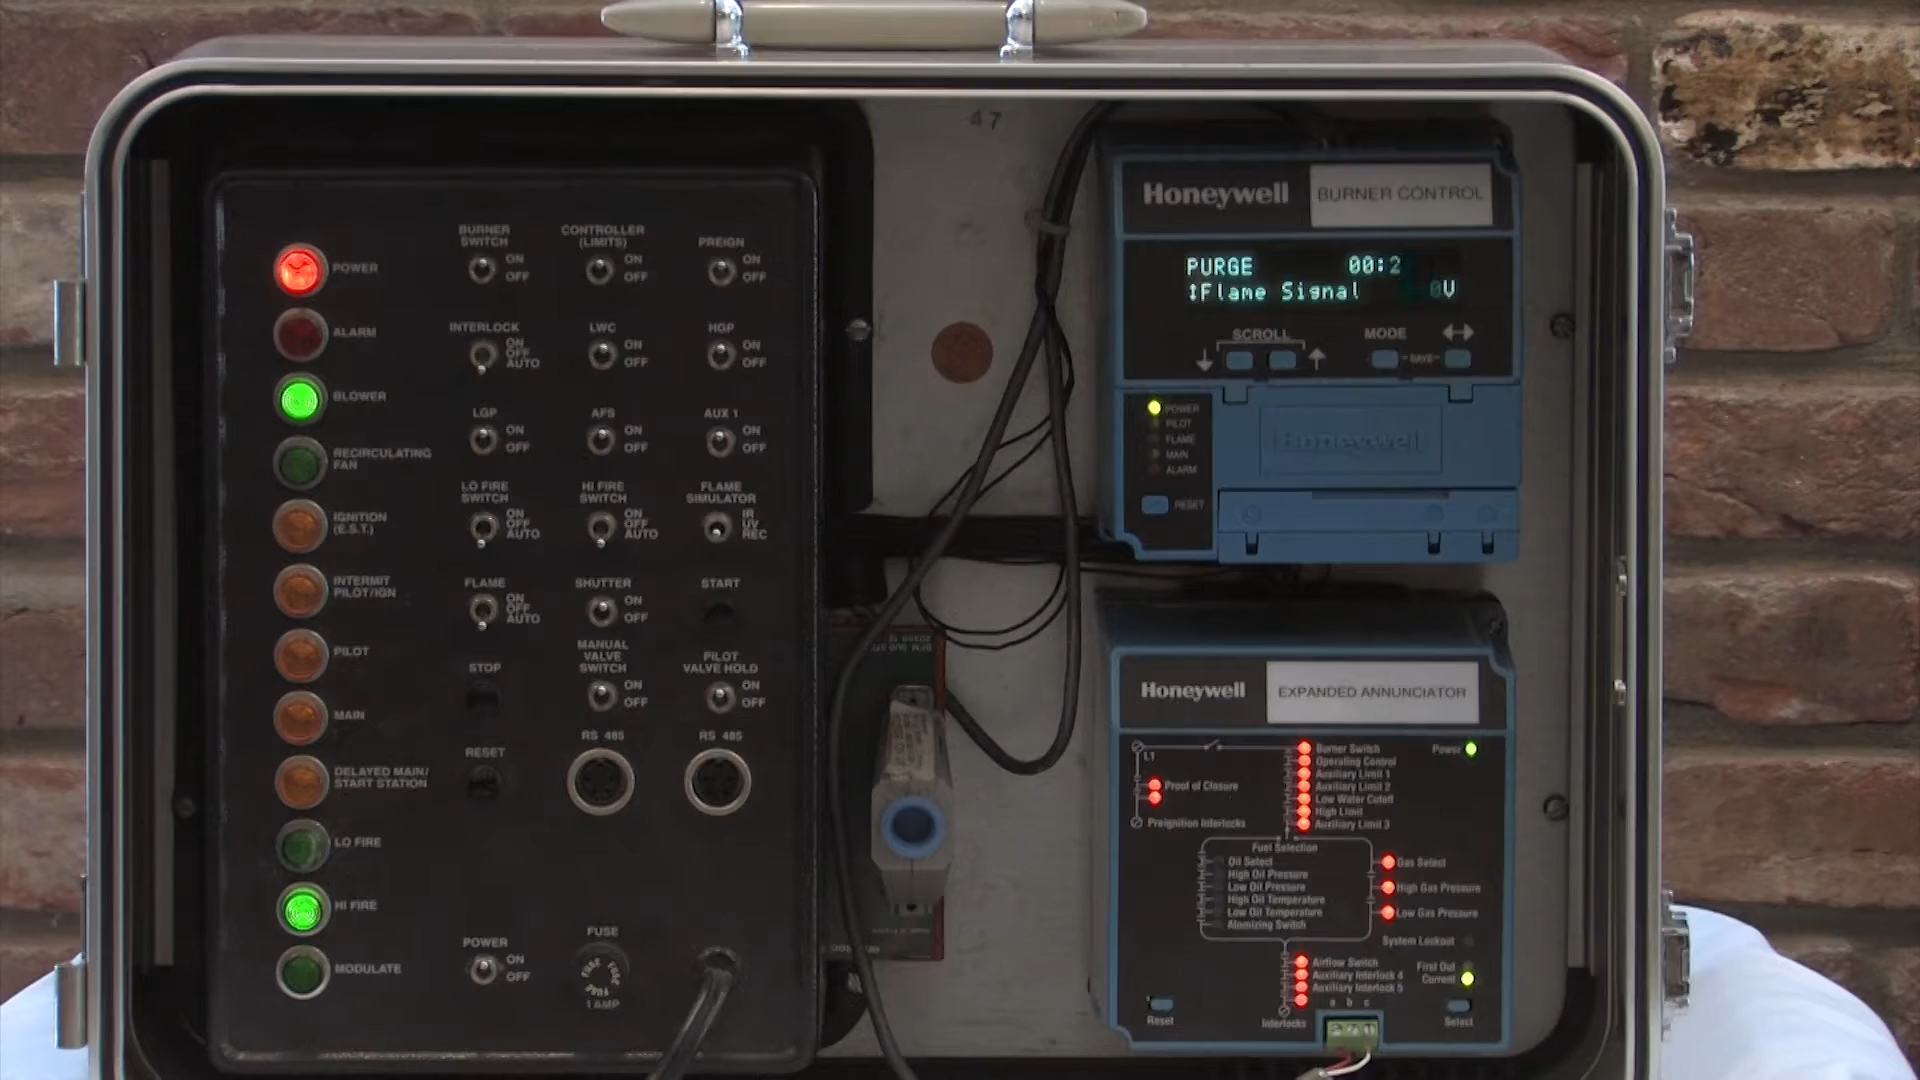 47
POWER
ALARM
BLOWER
RECIRCULATING
FAN
IGNITION
(E.S.T.)
INTERMIT
PILOT/IGN
PILOT
MAIN
DELAYED MAIN/
START STATION
LO FIRE
HI FIRE
MODULATE
BURNER
SWITCH
ON
OFF
CONTROLLER
(LIMITS)
ON
OFF
PREIGN
ON
OFF
INTERLOCK
ON
OFF
AUTO
LWC
ON
OFF
HGP
ON
OFF
LGP
ON
OFF
AFS
ON
OFF
AUX 1
ON
OFF
LO FIRE
SWITCH
ON
OFF
AUTO
HI FIRE
SWITCH
ON
OFF
AUTO
FLAME
SIMULATOR
IR
UV
REC
FLAME
ON
OFF
AUTO
SHUTTER
ON
OFF
START
STOP
MANUAL
VALVE
SWITCH
ON
OFF
PILOT
VALVE HOLD
ON
OFF
RESET
RS 485
RS 485
POWER
ON
OFF
FUSE
FUSE FUSE FUSE
1 AMP
Honeywell
BURNER CONTROL
PURGE 00:2
↕Flame Signal 0V
SCROLL
MODE
SAVE
POWER
PILOT
FLAME
MAIN
ALARM
RESET
Honeywell
Honeywell
EXPANDED ANNUNCIATOR
L1
Proof of Closure
Preignition Interlocks
Burner Switch
Operating Control
Auxiliary Limit 1
Auxiliary Limit 2
Low Water Cutoff
High Limit
Auxiliary Limit 3
Power
Fuel Selection
Oil Select
High Oil Pressure
Low Oil Pressure
High Oil Temperature
Low Oil Temperature
Atomizing Switch
Gas Select
High Gas Pressure
Low Gas Pressure
System Lockout
First Out
Current
Airflow Switch
Auxiliary Interlock 4
Auxiliary Interlock 5
Interlocks
a b c
Reset
Select